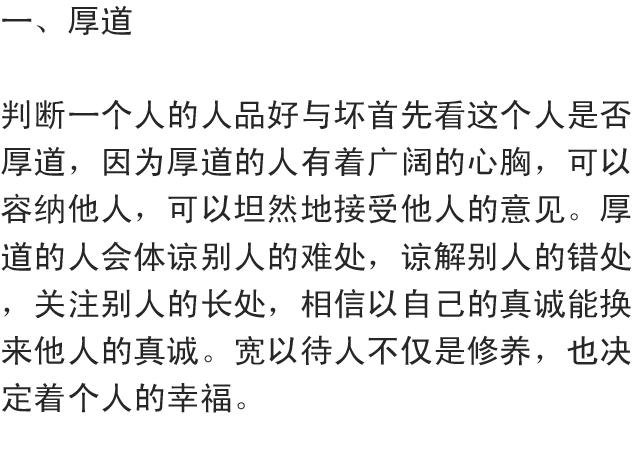 一、厚道
判断一个人的人品好与坏首先看这个人是否
厚道，因为厚道的人有着广阔的心胸，可以
容纳他人，可以坦然地接受他人的意见。厚
道的人会体谅别人的难处，谅解别人的错处
，关注别人的长处，相信以自己的真诚能换
来他人的真诚。宽以待人不仅是修养，也决
定着个人的幸福。